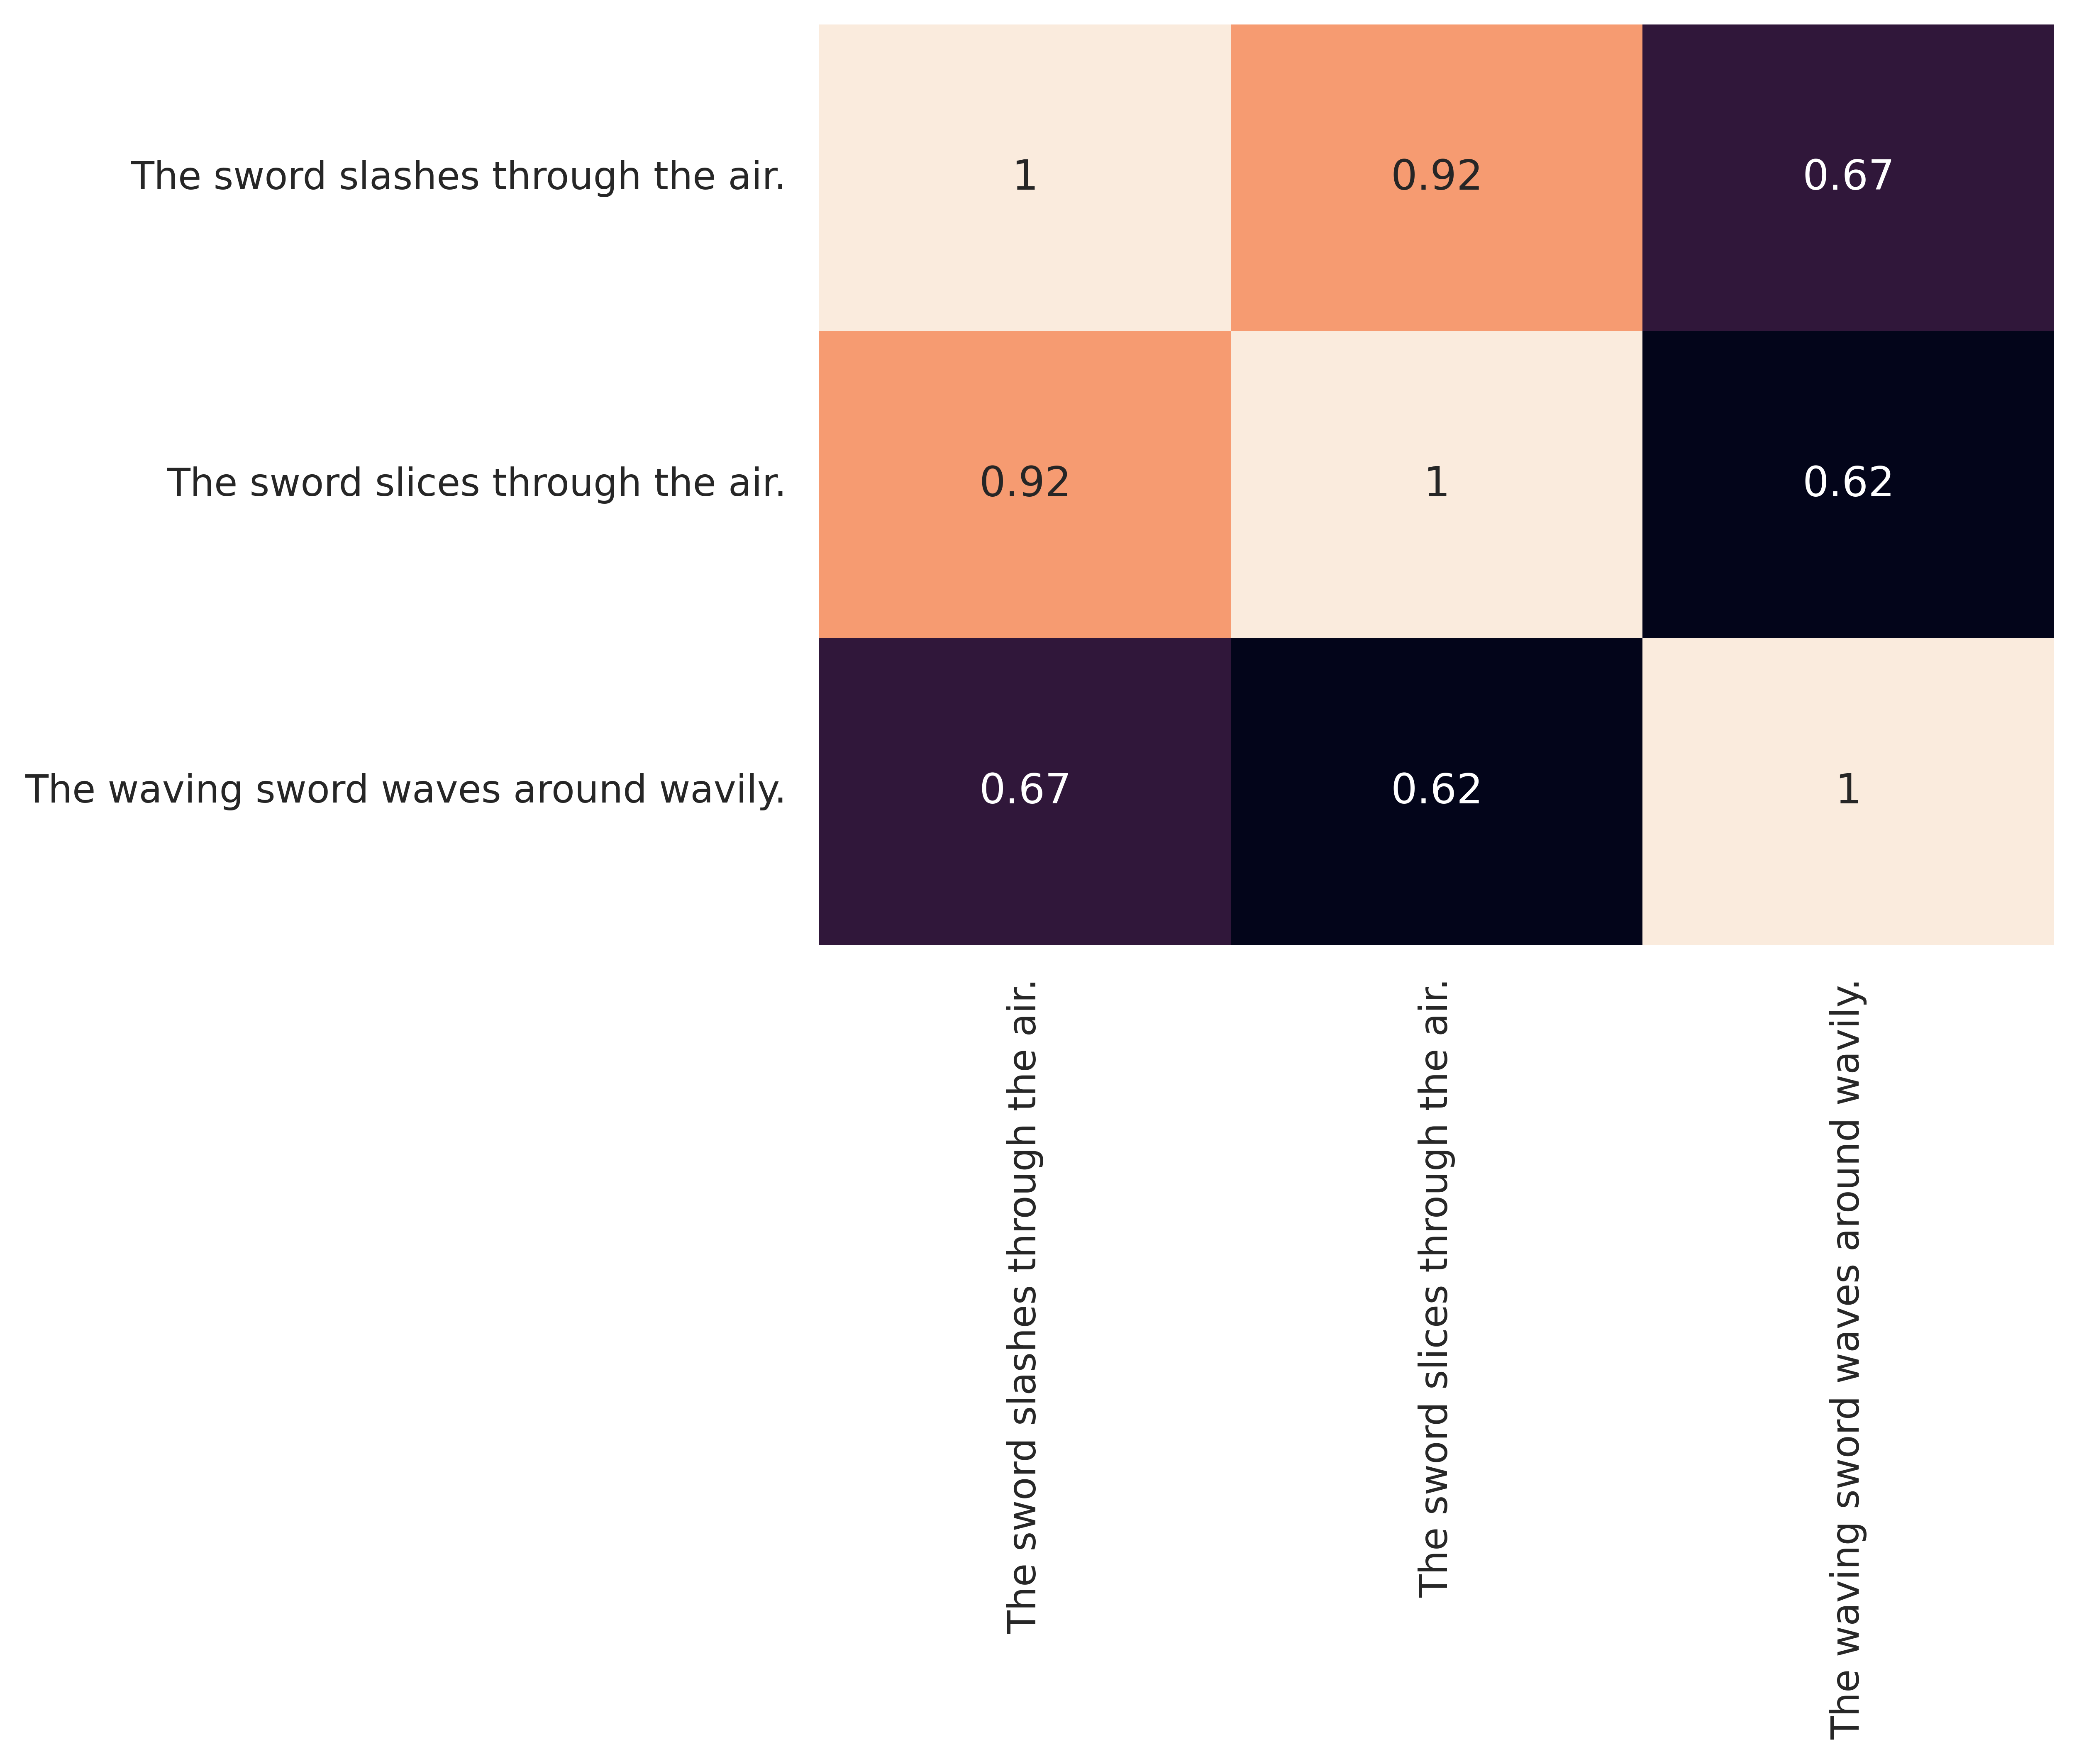 The sword slashes through the air.
1
0.92
0.67
The sword slices through the air.
0.92
1
0.62
The waving sword waves around wavily.
0.67
0.62
1
The sword slashes through the air.
The sword slices through the air.
The waving sword waves around wavily.